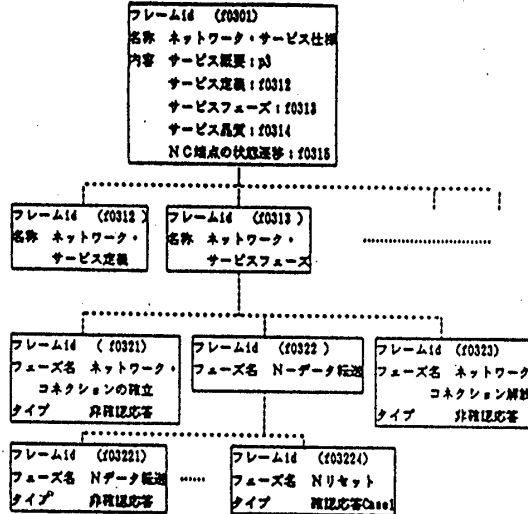 フレームid (f0301)
名称 ネットワーク・サービス仕様
内容 サービス概要:p3
サービス定義:f0312
サービスフェーズ:f0313
サービス品質:f0314
NC端点の状態遷移:f0315
フレームid (f0312)
名称 ネットワーク・
サービス定義
フレームid (f0313)
名称 ネットワーク・
サービスフェーズ
フレームid (f0321)
フェーズ名 ネットワーク・
コネクションの確立
タイプ 非確認応答
フレームid (f0322)
フェーズ名 N-データ転送
フレームid (f0323)
フェーズ名 ネットワーク
コネクション解放
タイプ 非確認応答
フレームid (f03221)
フェーズ名 Nデータ転送
タイプ 非確認応答
フレームid (f03224)
フェーズ名 Nリセット
タイプ 確認応答Case1